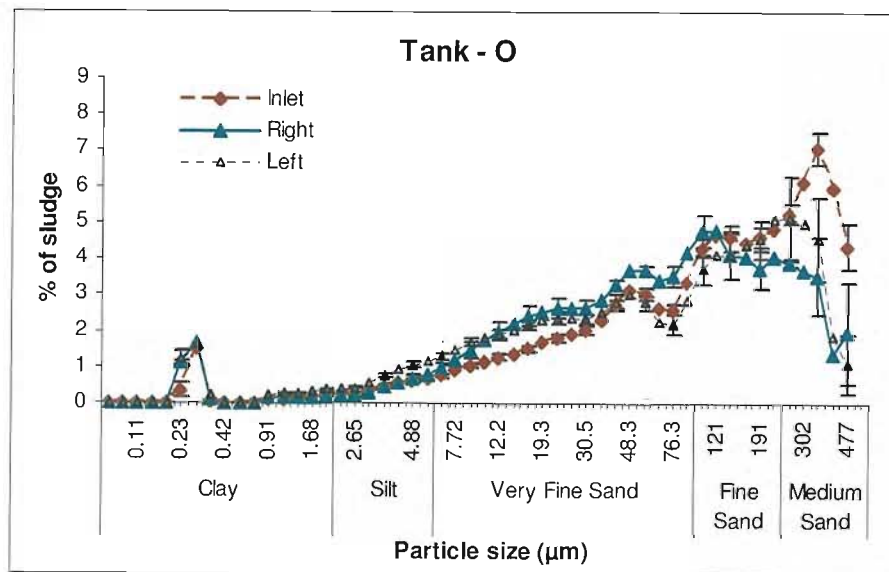 Tank - O
9
8
7
6
5
4
3
2
1
0
% of sludge
Inlet
Right
Left
0.11 0.23 0.42 0.91 1.68 2.65 4.88 7.72 12.2 19.3 30.5 48.3 76.3 121 191 302 477
Clay Silt Very Fine Sand Fine Sand Medium Sand
Particle size (µm)